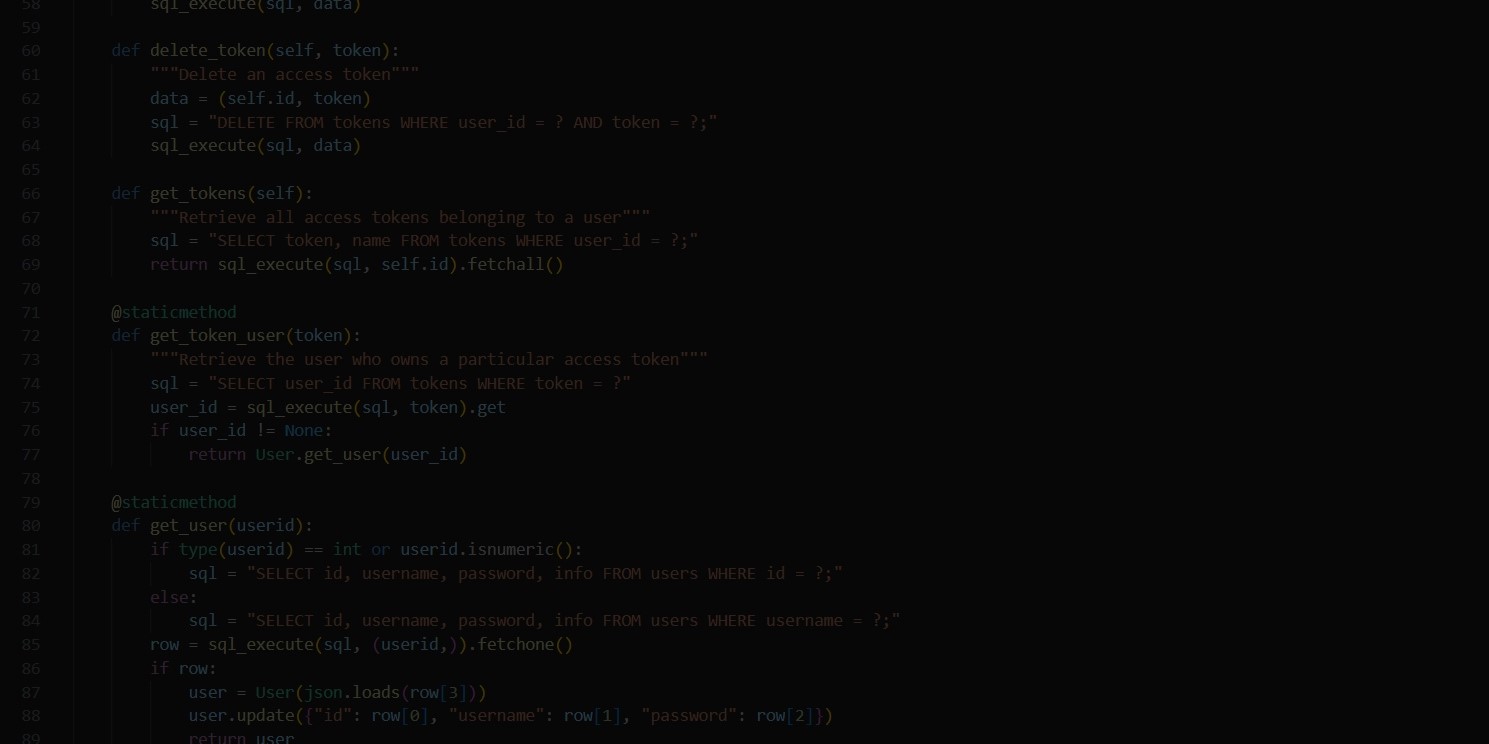 58 sql_execute(sql, data)
59
60 def delete_token(self, token):
61 """Delete an access token"""
62 data = (self.id, token)
63 sql = "DELETE FROM tokens WHERE user_id = ? AND token = ?;"
64 sql_execute(sql, data)
65
66 def get_tokens(self):
67 """Retrieve all access tokens belonging to a user"""
68 sql = "SELECT token, name FROM tokens WHERE user_id = ?;"
69 return sql_execute(sql, self.id).fetchall()
70
71 @staticmethod
72 def get_token_user(token):
73 """Retrieve the user who owns a particular access token"""
74 sql = "SELECT user_id FROM tokens WHERE token = ?"
75 user_id = sql_execute(sql, token).get
76 if user_id != None:
77 return User.get_user(user_id)
78
79 @staticmethod
80 def get_user(userid):
81 if type(userid) == int or userid.isnumeric():
82 sql = "SELECT id, username, password, info FROM users WHERE id = ?;"
83 else:
84 sql = "SELECT id, username, password, info FROM users WHERE username = ?;"
85 row = sql_execute(sql, (userid,)).fetchone()
86 if row:
87 user = User(json.loads(row[3]))
88 user.update({"id": row[0], "username": row[1], "password": row[2]})
89 return user